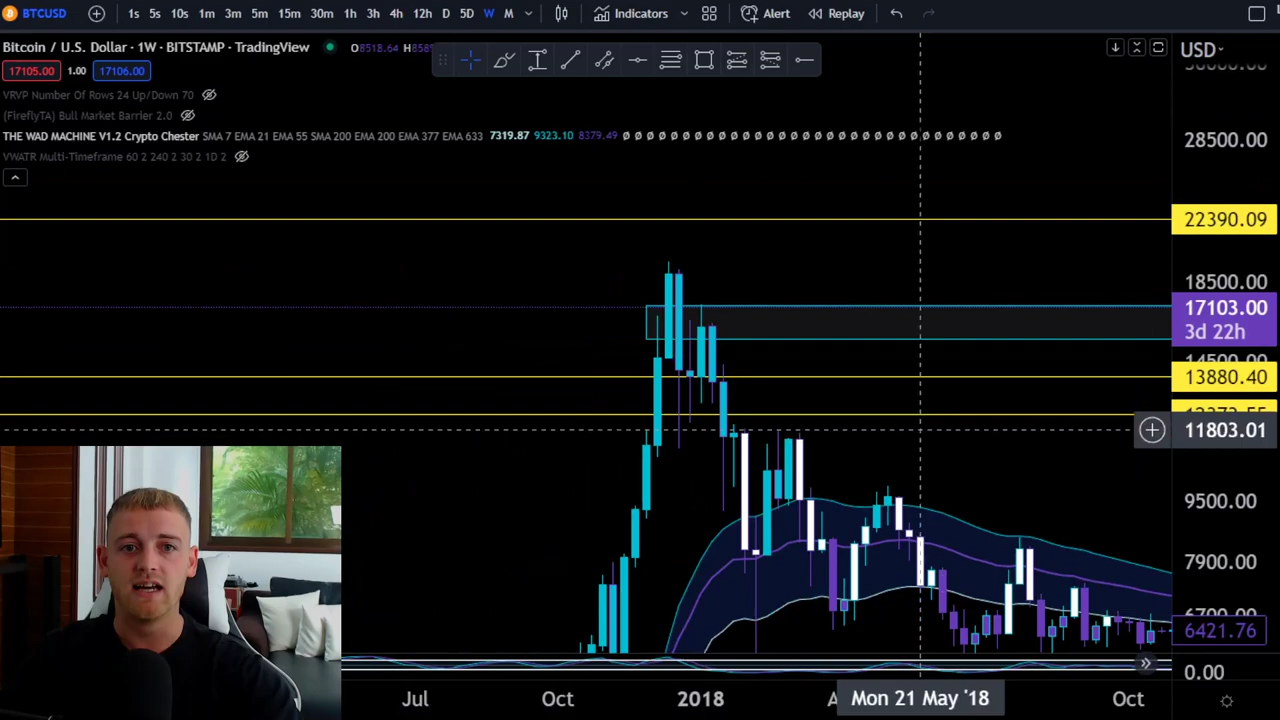 BTCUSD 1s 5s 10s 1m 3m 5m 15m 30m 1h 3h 4h 12h D 5D W M Indicators Alert Replay
Bitcoin / U.S. Dollar · 1W · BITSTAMP · TradingView O8518.64
USD
17105.00 1.00 17106.00
VRVP Number Of Rows 24 Up/Down 70
(FireflyTA) Bull Market Barrier 2.0
THE WAD MACHINE V1.2 Crypto Chester SMA 7 EMA 21 EMA 55 SMA 200 EMA 200 EMA 377 EMA 633 7319.87 9323.10 8379.49 Ø Ø Ø Ø Ø Ø Ø Ø Ø Ø Ø Ø Ø Ø Ø Ø Ø Ø Ø Ø Ø Ø Ø Ø Ø Ø Ø Ø Ø Ø Ø Ø
28500.00
VWATR Multi-Timeframe 60 2 240 2 30 2 1D 2
22390.09
18500.00
17103.00
3d 22h
13880.40
11803.01
9500.00
7900.00
6421.76
0.00
Jul Oct 2018 Mon 21 May '18 Oct